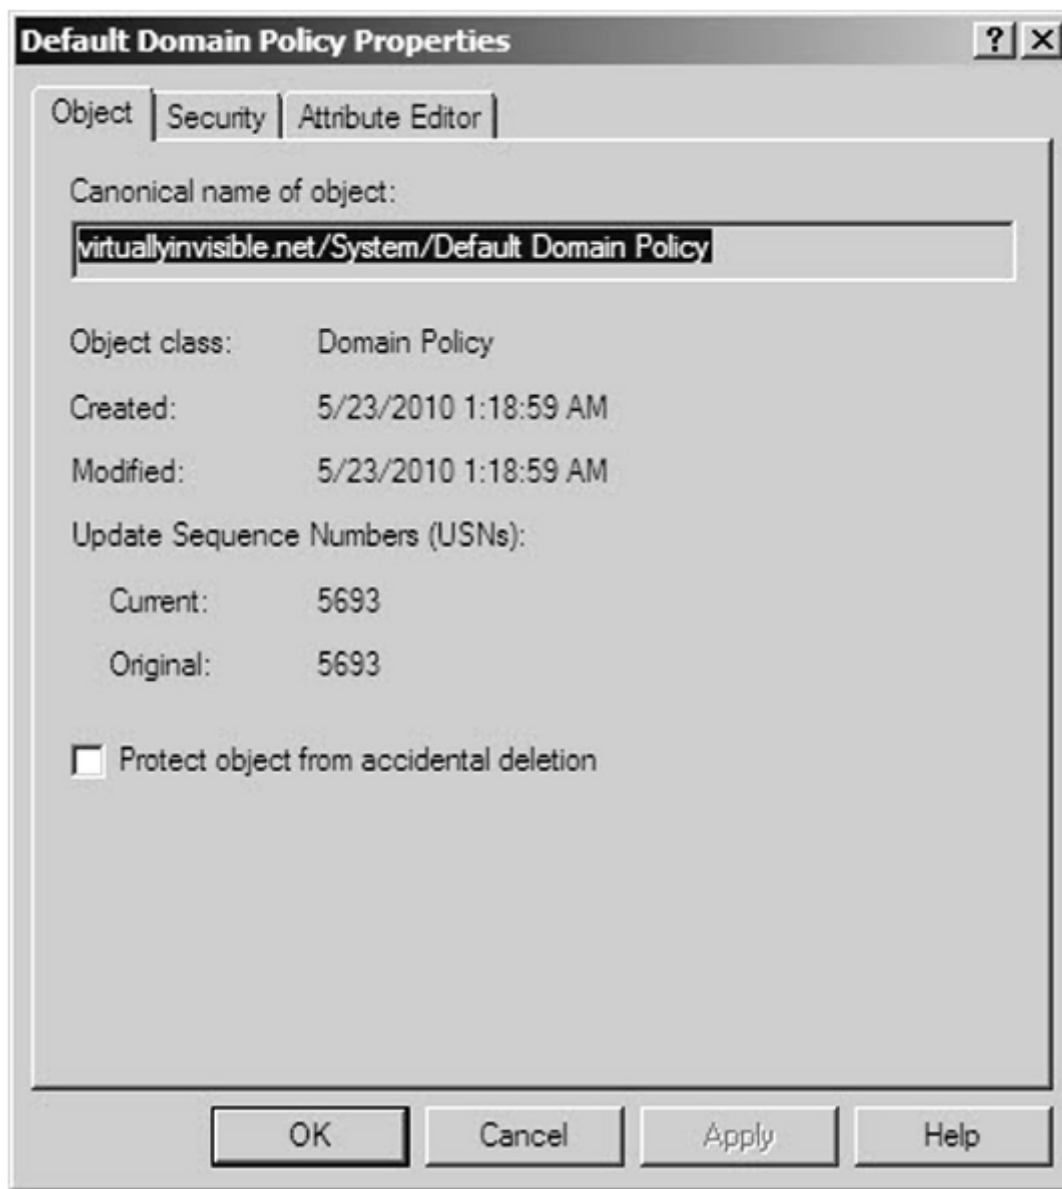 Default Domain Policy Properties
Object Security Attribute Editor
Canonical name of object:
virtuallyinvisible.net/System/Default Domain Policy
Object class: Domain Policy
Created: 5/23/2010 1:18:59 AM
Modified: 5/23/2010 1:18:59 AM
Update Sequence Numbers (USNs):
Current: 5693
Original: 5693
Protect object from accidental deletion
OK Cancel Apply Help